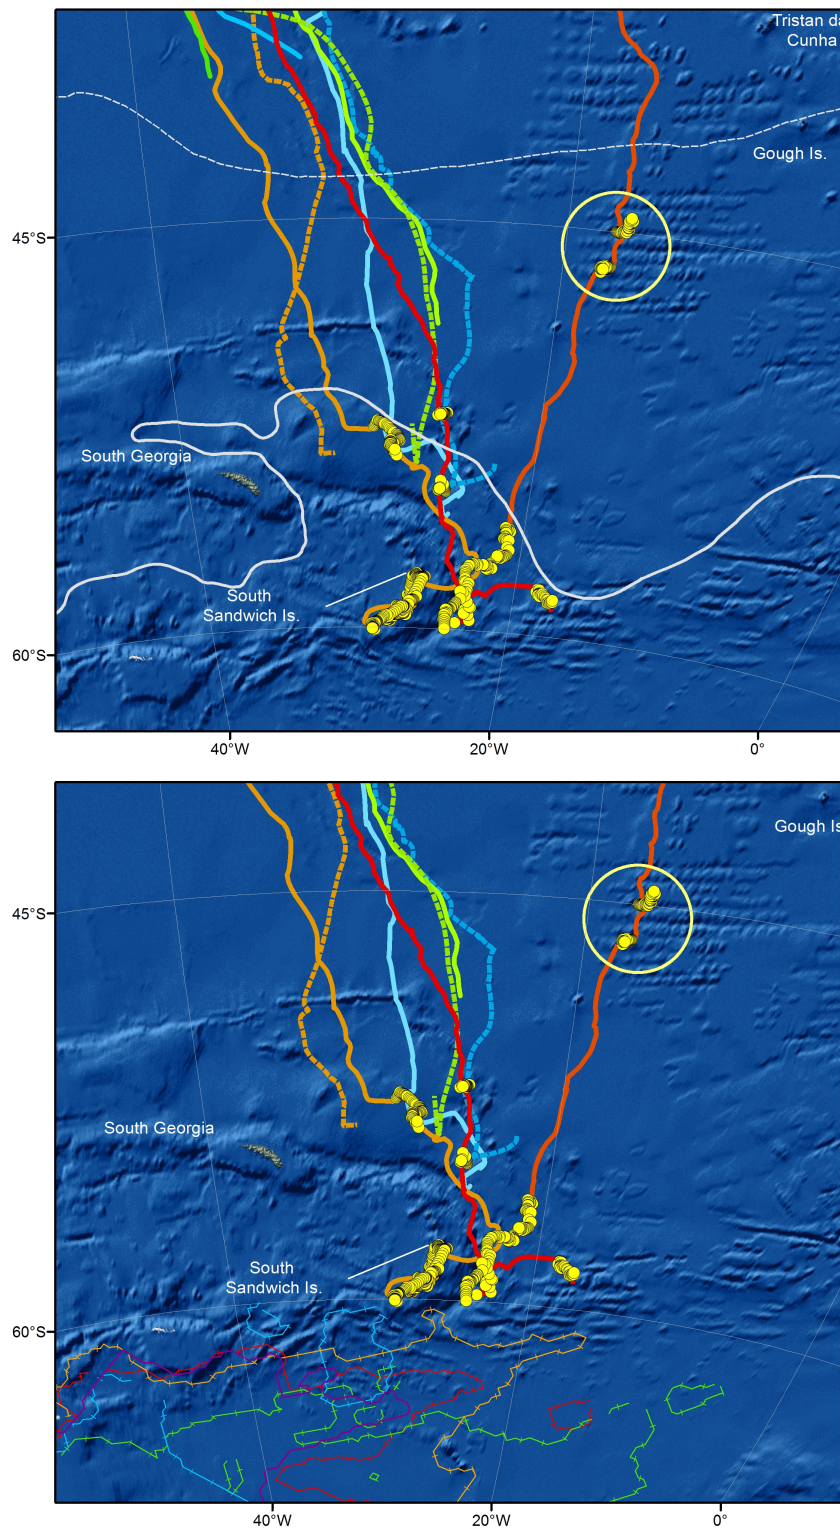 Tristan da
Cunha
Gough Is.
45°S
South Georgia
South
Sandwich Is.
60°S
40°W
20°W
0°
Gough Is
45°S
South Georgia
South
Sandwich Is.
60°S
40°W
20°W
0°